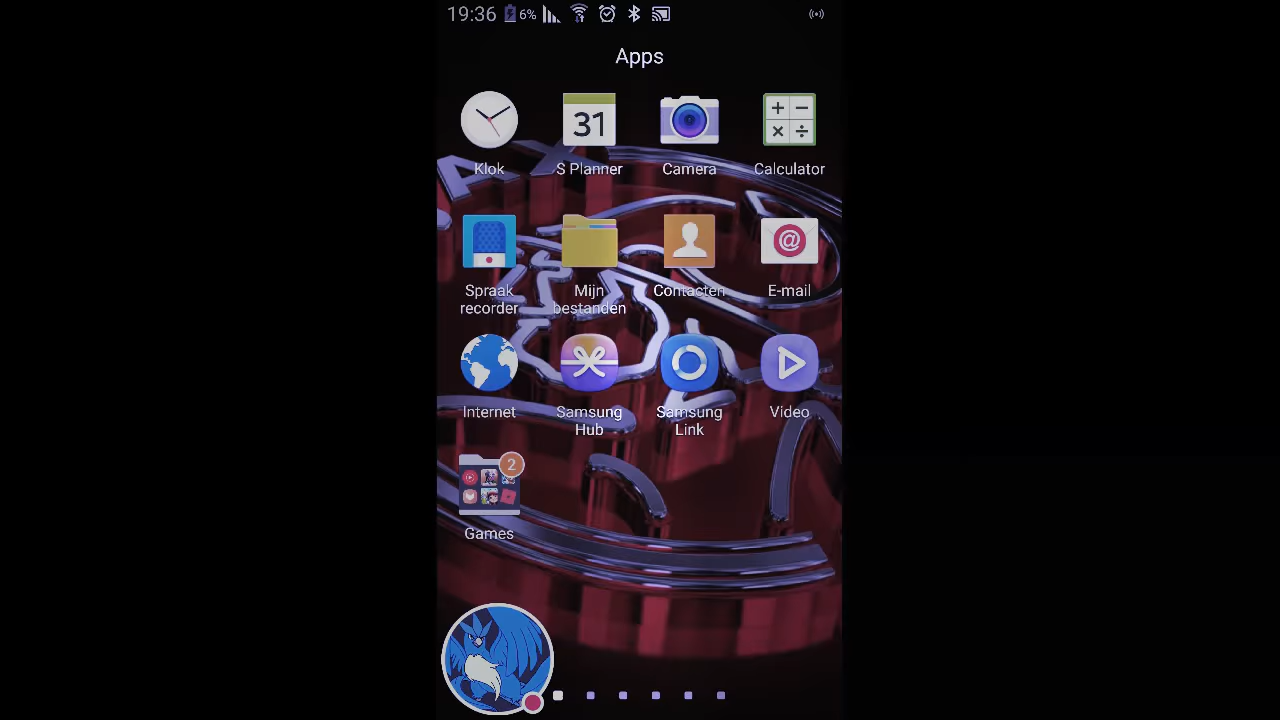 19:36 6%
Apps
31
Klok S Planner Camera Calculator
Spraak recorder
Mijn bestanden
Contacten
E-mail
Internet
Samsung Hub
Samsung Link
Video
2
Games